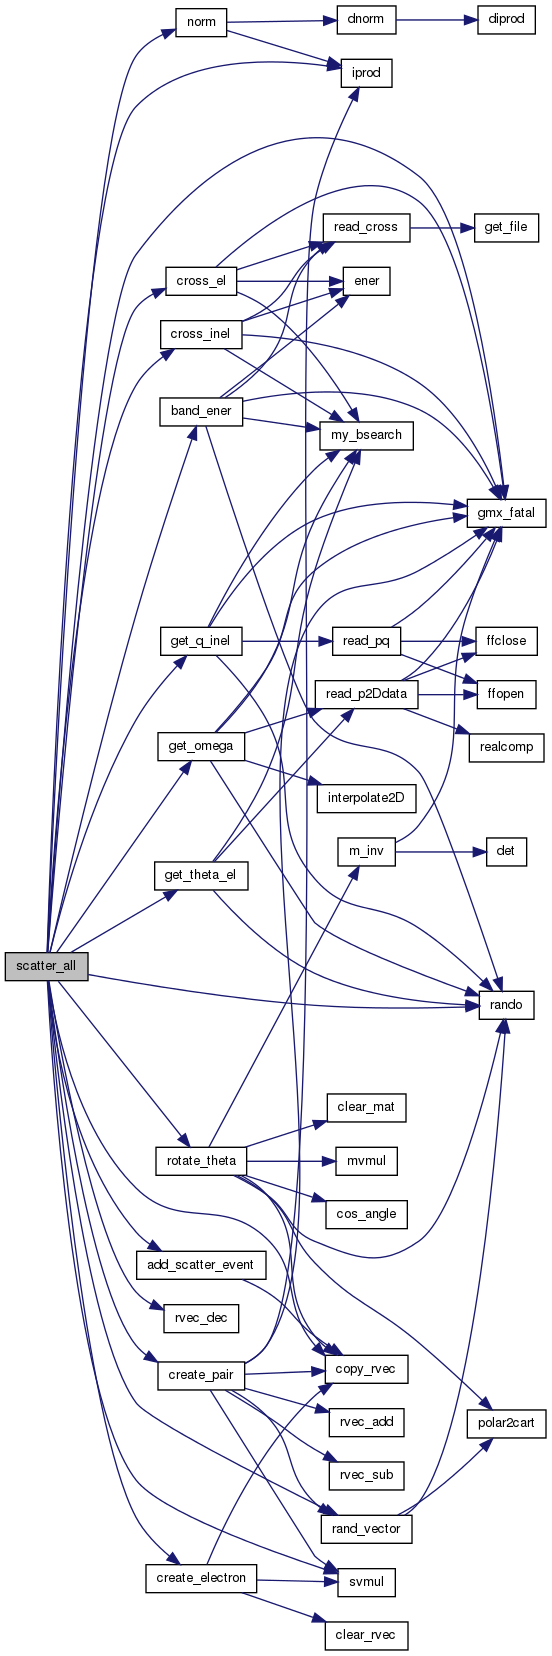 norm
dnorm
diprod
iprod
read_cross
get_file
cross_el
ener
cross_inel
band_ener
my_bsearch
gmx_fatal
get_q_inel
read_pq
ffclose
read_p2Ddata
ffopen
get_omega
realcomp
interpolate2D
m_inv
det
get_theta_el
scatter_all
rando
clear_mat
rotate_theta
mvmul
cos_angle
add_scatter_event
rvec_dec
create_pair
copy_rvec
rvec_add
polar2cart
rvec_sub
rand_vector
create_electron
svmul
clear_rvec